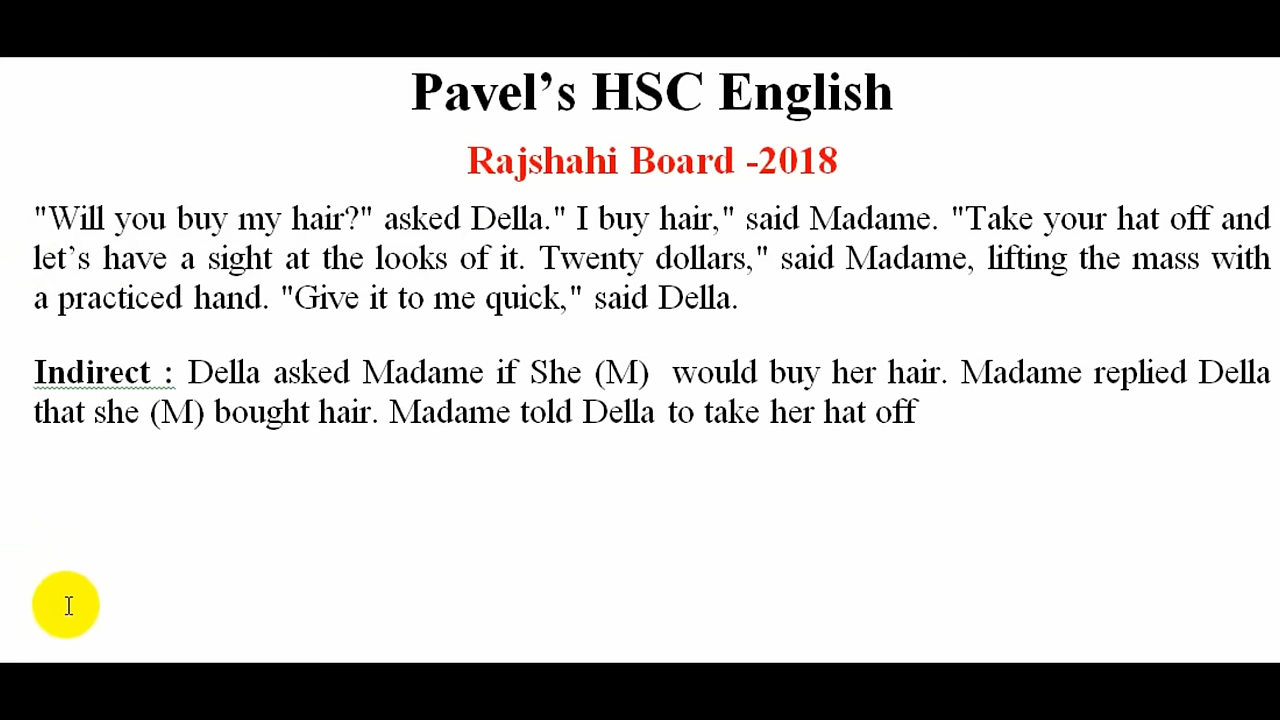 Pavel’s HSC English
Rajshahi Board -2018
"Will you buy my hair?" asked Della." I buy hair," said Madame. "Take your hat off and
let’s have a sight at the looks of it. Twenty dollars," said Madame, lifting the mass with
a practiced hand. "Give it to me quick," said Della.
Indirect : Della asked Madame if She (M) would buy her hair. Madame replied Della
that she (M) bought hair. Madame told Della to take her hat off